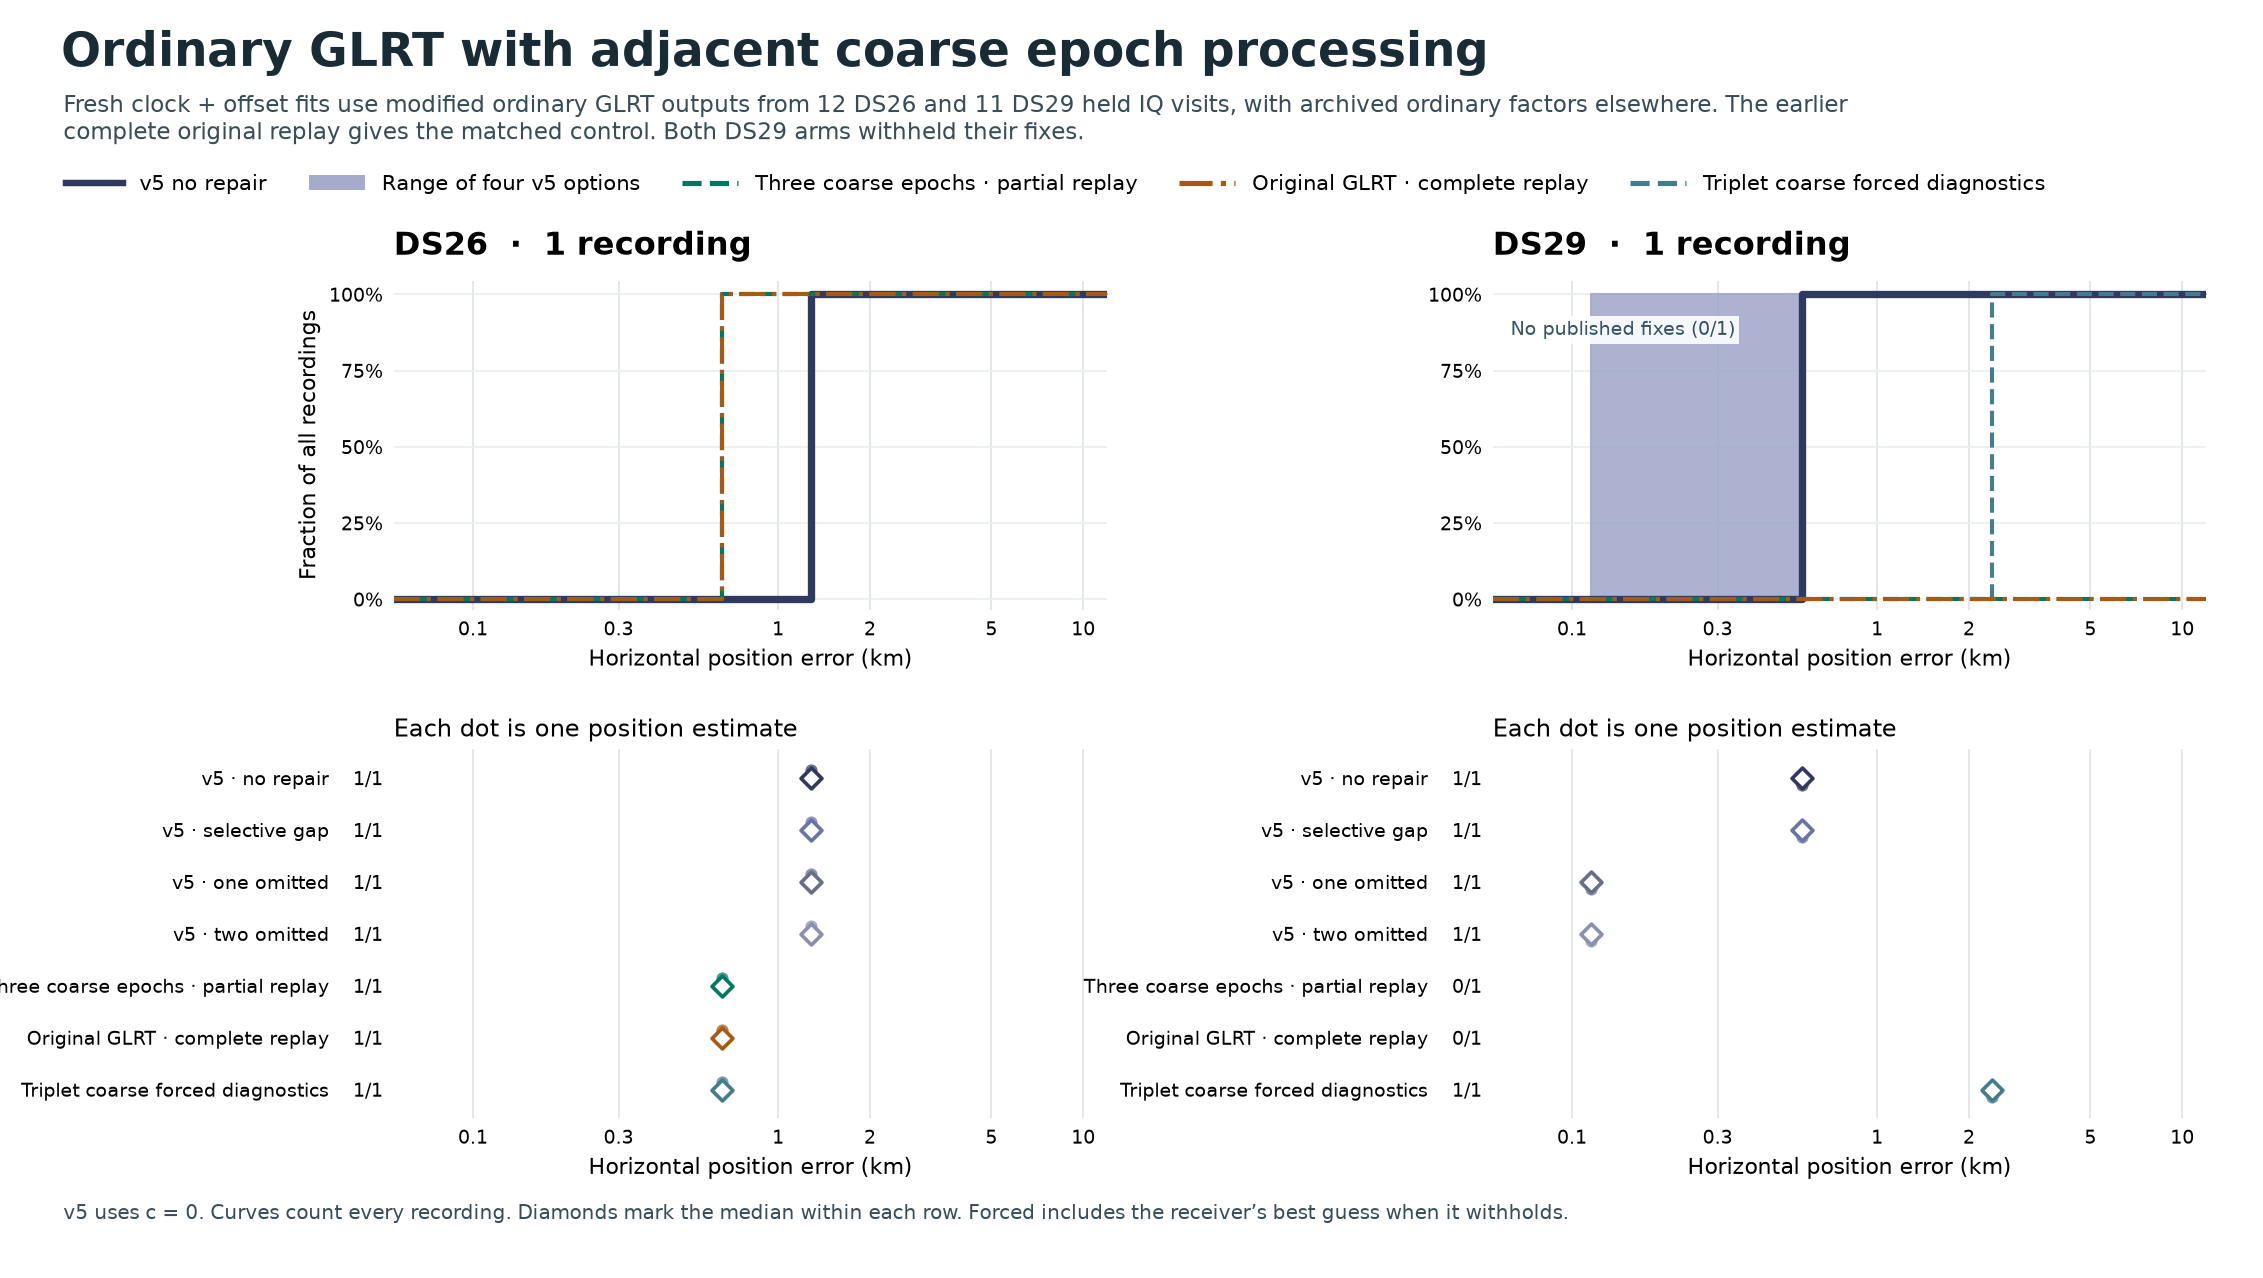 Ordinary GLRT with adjacent coarse epoch processing
Fresh clock + offset fits use modified ordinary GLRT outputs from 12 DS26 and 11 DS29 held IQ visits, with archived ordinary factors elsewhere. The earlier
complete original replay gives the matched control. Both DS29 arms withheld their fixes.
v5 no repair
Range of four v5 options
Three coarse epochs · partial replay
Original GLRT · complete replay
Triplet coarse forced diagnostics
DS26 · 1 recording
Fraction of all recordings
100%
75%
50%
25%
0%
0.1 0.3 1 2 5 10
Horizontal position error (km)
DS29 · 1 recording
100%
No published fixes (0/1)
75%
50%
25%
0%
0.1 0.3 1 2 5 10
Horizontal position error (km)
Each dot is one position estimate
v5 · no repair 1/1
v5 · selective gap 1/1
v5 · one omitted 1/1
v5 · two omitted 1/1
hree coarse epochs · partial replay 1/1
Original GLRT · complete replay 1/1
Triplet coarse forced diagnostics 1/1
0.1 0.3 1 2 5 10
Horizontal position error (km)
Each dot is one position estimate
v5 · no repair 1/1
v5 · selective gap 1/1
v5 · one omitted 1/1
v5 · two omitted 1/1
Three coarse epochs · partial replay 0/1
Original GLRT · complete replay 0/1
Triplet coarse forced diagnostics 1/1
0.1 0.3 1 2 5 10
Horizontal position error (km)
v5 uses c = 0. Curves count every recording. Diamonds mark the median within each row. Forced includes the receiver’s best guess when it withholds.